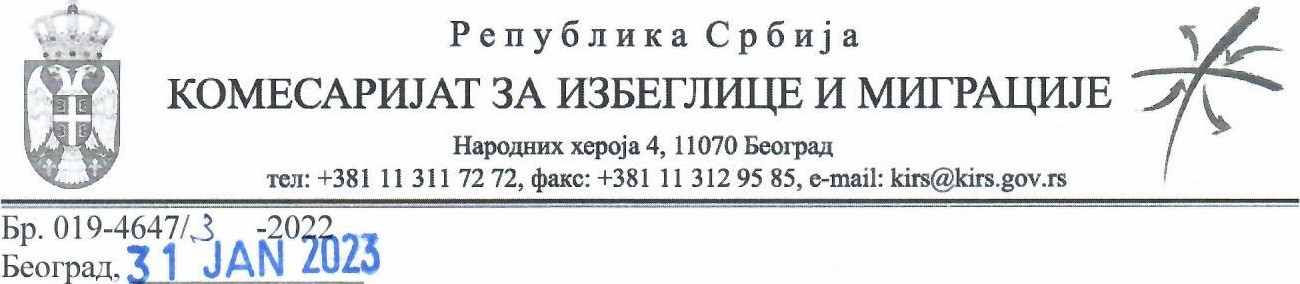 Република Србија
КОМЕСАРИЈАТ ЗА ИЗБЕГЛИЦЕ И МИГРАЦИЈЕ
Народних хероја 4, 11070 Београд
тел: +381 11 311 72 72, факс: +381 11 312 95 85, e-mail: kirs@kirs.gov.rs
Бр. 019-4647/3 -2022
Београд, 31 JAN 2023